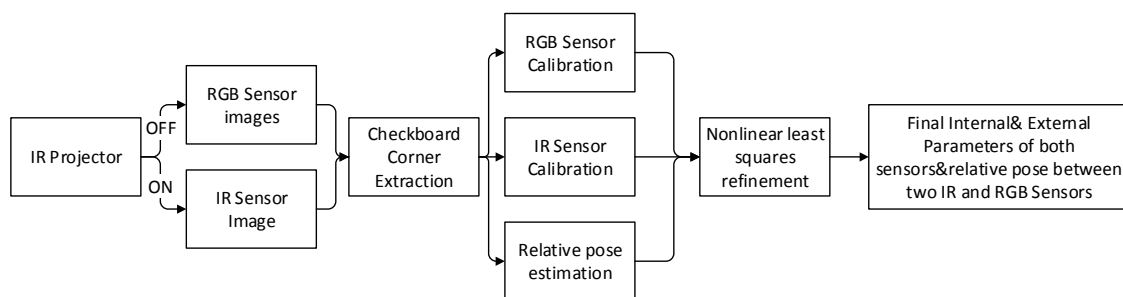 IR Projector
OFF
ON
RGB Sensor
images
IR Sensor
Image
Checkboard
Corner
Extraction
RGB Sensor
Calibration
IR Sensor
Calibration
Relative pose
estimation
Nonlinear least
squares
refinement
Final Internal& External
Parameters of both
sensors&relative pose between
two IR and RGB Sensors